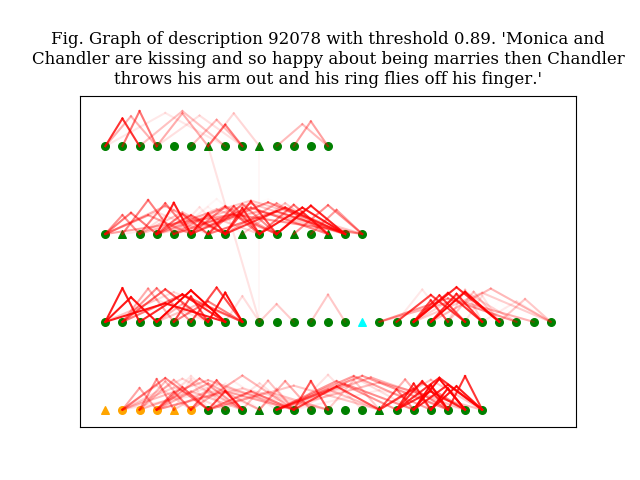 Fig. Graph of description 92078 with threshold 0.89. 'Monica and
Chandler are kissing and so happy about being marries then Chandler
throws his arm out and his ring flies off his finger.'